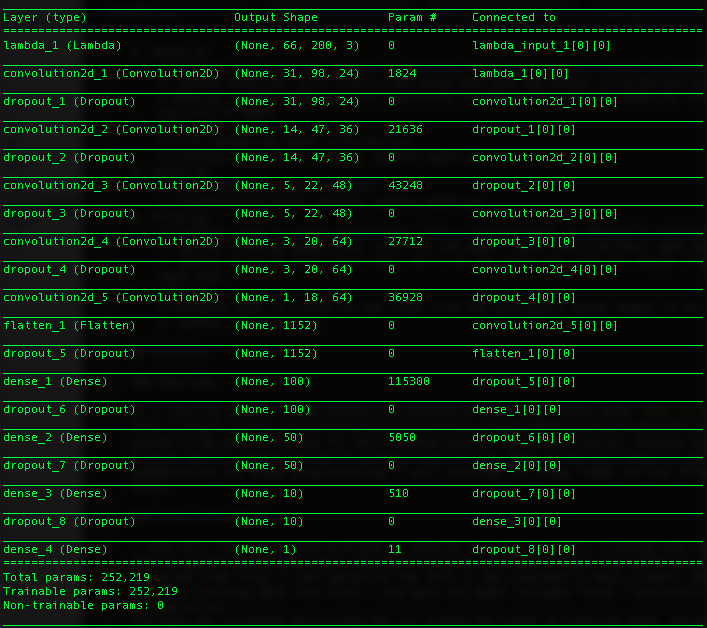 Layer (type) Output Shape Param # Connected to
lambda_1 (Lambda) (None, 66, 200, 3) 0 lambda_input_1[0][0]
convolution2d_1 (Convolution2D) (None, 31, 98, 24) 1824 lambda_1[0][0]
dropout_1 (Dropout) (None, 31, 98, 24) 0 convolution2d_1[0][0]
convolution2d_2 (Convolution2D) (None, 14, 47, 36) 21636 dropout_1[0][0]
dropout_2 (Dropout) (None, 14, 47, 36) 0 convolution2d_2[0][0]
convolution2d_3 (Convolution2D) (None, 5, 22, 48) 43248 dropout_2[0][0]
dropout_3 (Dropout) (None, 5, 22, 48) 0 convolution2d_3[0][0]
convolution2d_4 (Convolution2D) (None, 3, 20, 64) 27712 dropout_3[0][0]
dropout_4 (Dropout) (None, 3, 20, 64) 0 convolution2d_4[0][0]
convolution2d_5 (Convolution2D) (None, 1, 18, 64) 36928 dropout_4[0][0]
flatten_1 (Flatten) (None, 1152) 0 convolution2d_5[0][0]
dropout_5 (Dropout) (None, 1152) 0 flatten_1[0][0]
dense_1 (Dense) (None, 100) 115300 dropout_5[0][0]
dropout_6 (Dropout) (None, 100) 0 dense_1[0][0]
dense_2 (Dense) (None, 50) 5050 dropout_6[0][0]
dropout_7 (Dropout) (None, 50) 0 dense_2[0][0]
dense_3 (Dense) (None, 10) 510 dropout_7[0][0]
dropout_8 (Dropout) (None, 10) 0 dense_3[0][0]
dense_4 (Dense) (None, 1) 11 dropout_8[0][0]
Total params: 252,219
Trainable params: 252,219
Non-trainable params: 0